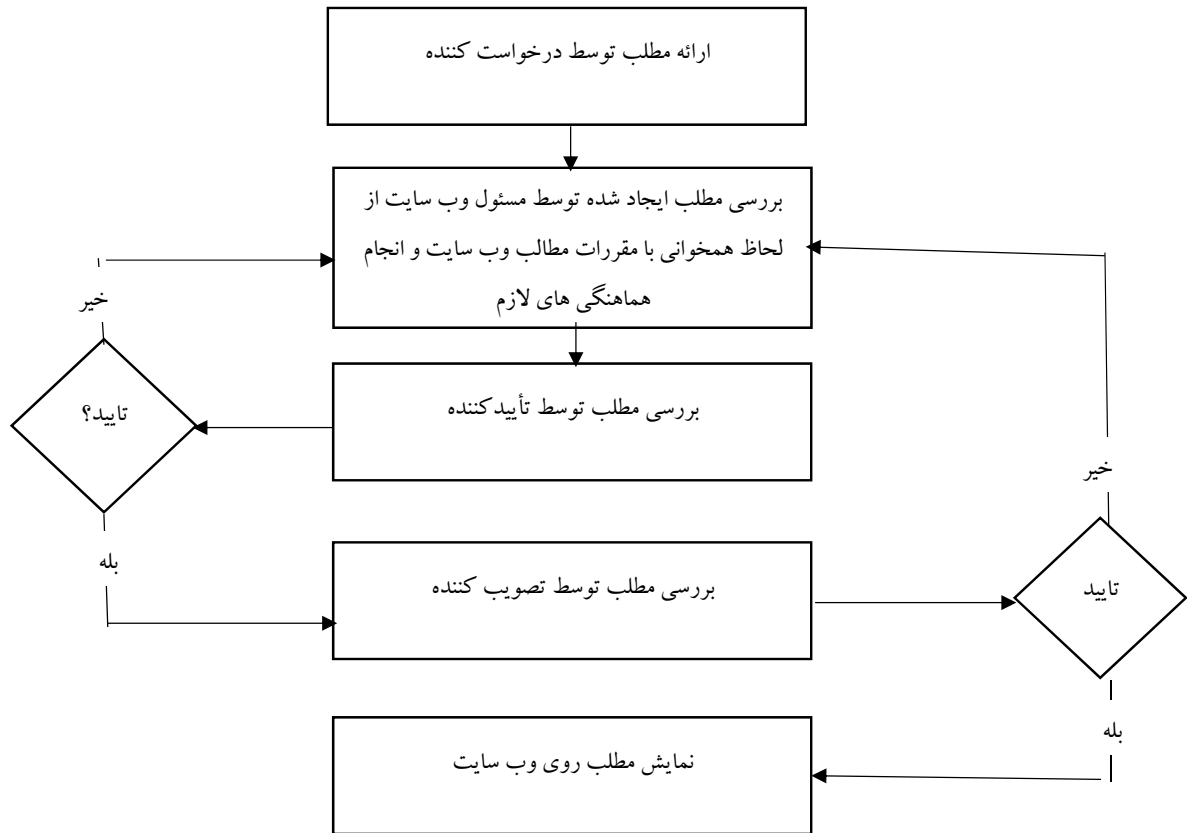 ارائه مطلب توسط درخواست کننده
بررسی مطلب ایجاد شده توسط مسئول وب سایت از
لحاظ همخوانی با مقررات مطالب وب سایت و انجام
هماهنگی های لازم
خیر
بررسی مطلب توسط تأییدکننده
تایید؟
خیر
بله
بررسی مطلب توسط تصویب کننده
تایید
بله
نمایش مطلب روی وب سایت